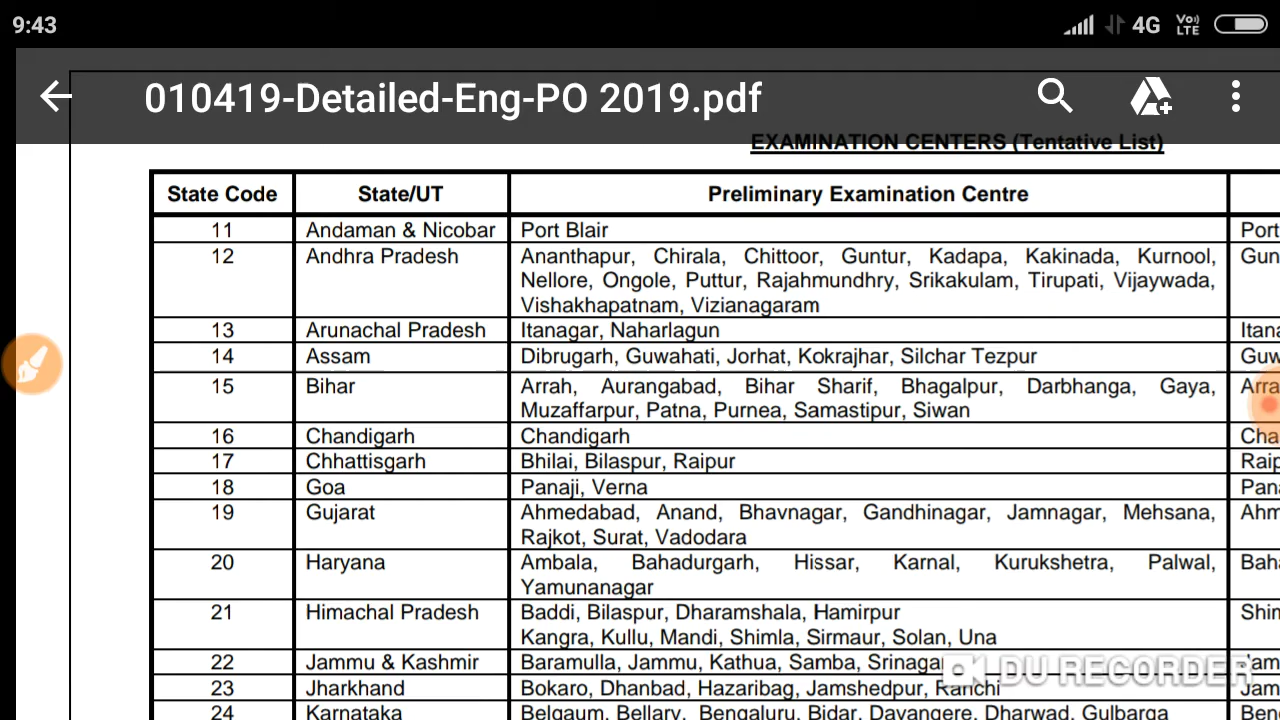 9:43 4G Vo) LTE
010419-Detailed-Eng-PO 2019.pdf
EXAMINATION CENTERS (Tentative List)
State Code State/UT Preliminary Examination Centre
11 Andaman & Nicobar Port Blair Port
12 Andhra Pradesh Ananthapur, Chirala, Chittoor, Guntur, Kadapa, Kakinada, Kurnool, Gun
Nellore, Ongole, Puttur, Rajahmundhry, Srikakulam, Tirupati, Vijaywada,
Vishakhapatnam, Vizianagaram
13 Arunachal Pradesh Itanagar, Naharlagun Itana
14 Assam Dibrugarh, Guwahati, Jorhat, Kokrajhar, Silchar Tezpur Guw
15 Bihar Arrah, Aurangabad, Bihar Sharif, Bhagalpur, Darbhanga, Gaya, Arra
Muzaffarpur, Patna, Purnea, Samastipur, Siwan
16 Chandigarh Chandigarh Cha
17 Chhattisgarh Bhilai, Bilaspur, Raipur Raip
18 Goa Panaji, Verna Pana
19 Gujarat Ahmedabad, Anand, Bhavnagar, Gandhinagar, Jamnagar, Mehsana, Ahm
Rajkot, Surat, Vadodara
20 Haryana Ambala, Bahadurgarh, Hissar, Karnal, Kurukshetra, Palwal, Baha
Yamunanagar
21 Himachal Pradesh Baddi, Bilaspur, Dharamshala, Hamirpur Shim
Kangra, Kullu, Mandi, Shimla, Sirmaur, Solan, Una
22 Jammu & Kashmir Baramulla, Jammu, Kathua, Samba, Srinagar Jam
DU RECORDER
23 Jharkhand Bokaro, Dhanbad, Hazaribag, Jamshedpur, Ranchi Jam
24 Karnataka Belgaum, Bellary, Bengaluru, Bidar, Davangere, Dharwad, Gulbarga Beng